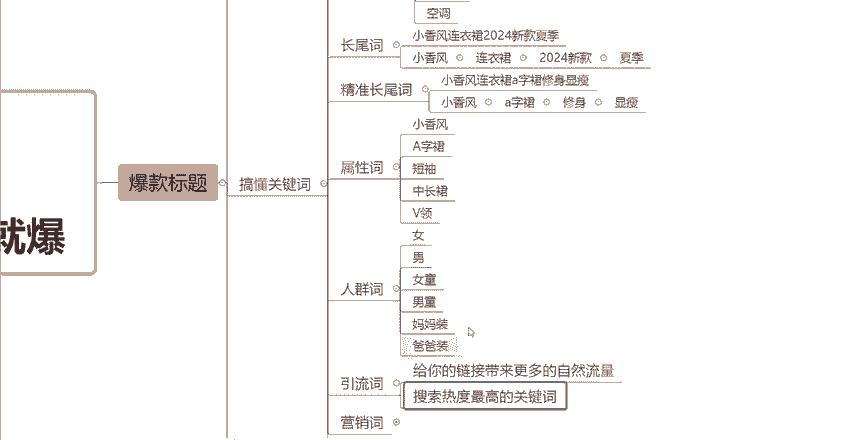 空调
长尾词
小香风连衣裙2024新款夏季
小香风 连衣裙 2024新款 夏季
精准长尾词
小香风连衣裙a字裙修身显瘦
小香风 a字裙 修身 显瘦
属性词
小香风
A字裙
短袖
中长裙
V领
爆款标题
搞懂关键词
就爆
人群词
女
男
女童
男童
妈妈装
爸爸装
引流词
给你的链接带来更多的自然流量
搜索热度最高的关键词
营销词